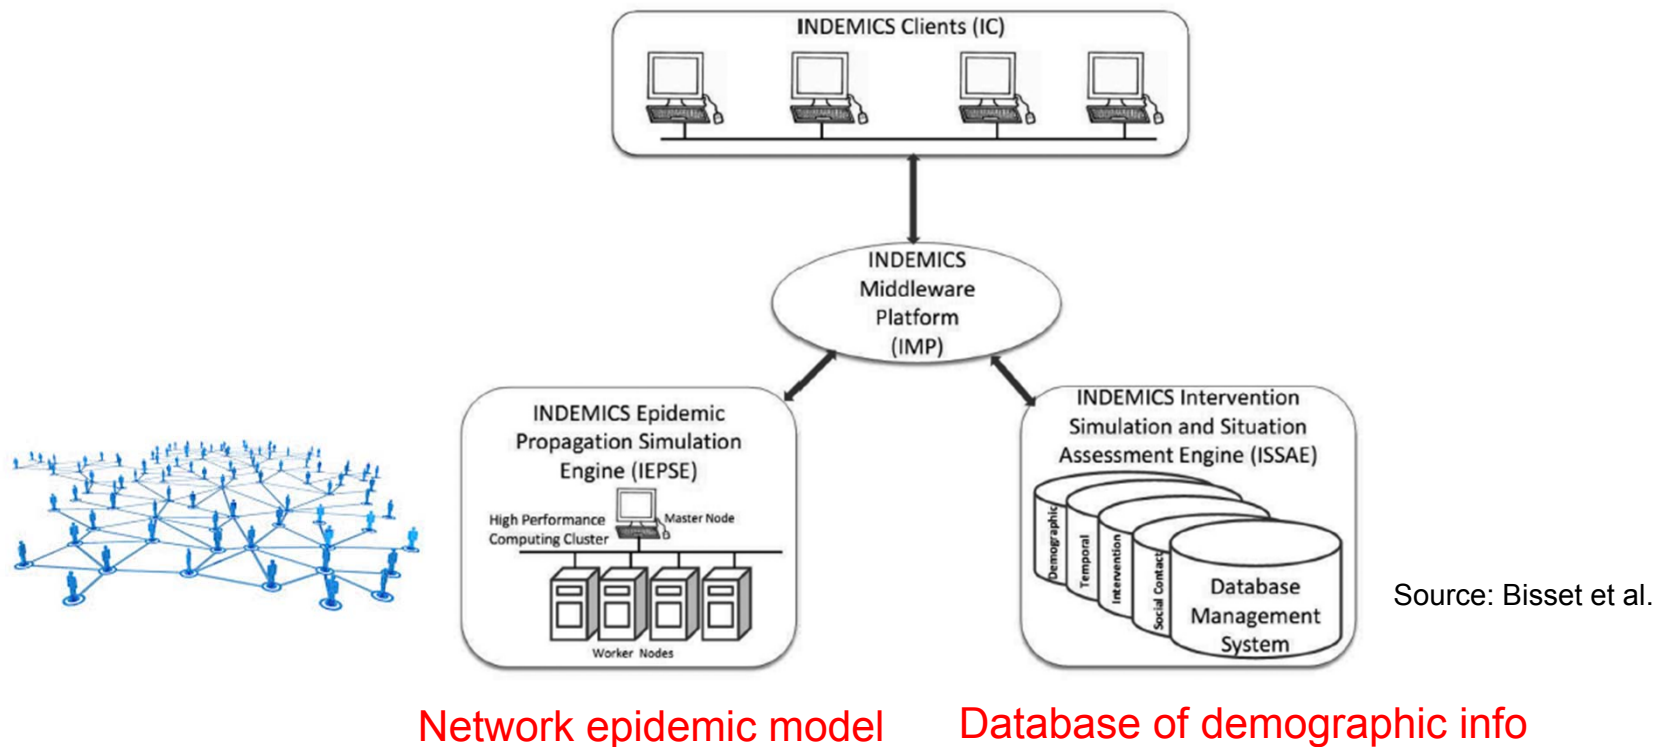 INDEMICS Clients (IC)
INDEMICS
Middleware
Platform
(IMP)
INDEMICS Epidemic
Propagation Simulation
Engine (IEPSE)
High Performance
Computing Cluster
Master Node
Worker Nodes
INDEMICS Intervention
Simulation and Situation
Assessment Engine (ISSAE)
Demographic
Temporal
Intervention
Social Contact
Database
Management
System
Source: Bisset et al.
Network epidemic model
Database of demographic info